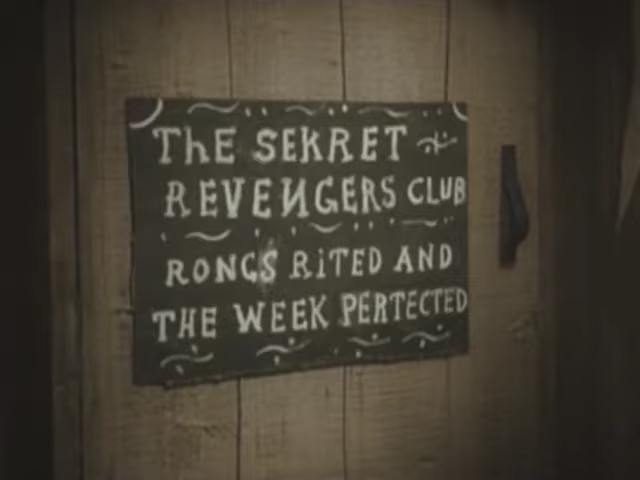 ThE SEKRET
REVENGERS CLUB
RONGS RiTED AND
THE WEEK PERTECTED